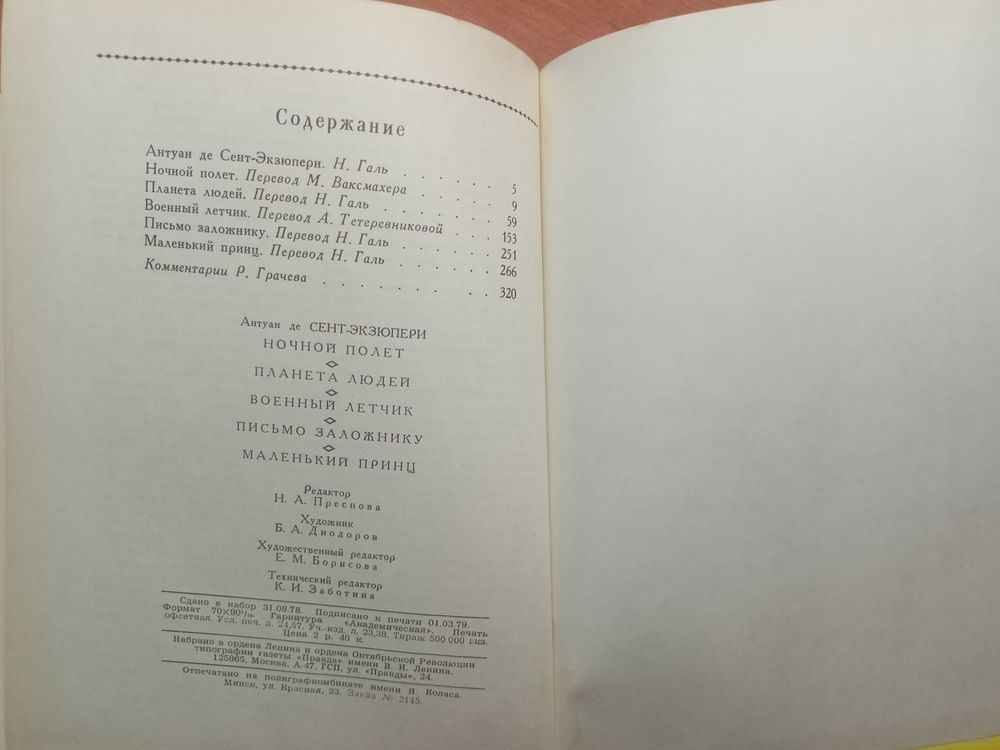 Содержание
Антуан де Сент-Экзюпери. Н. Галь . . . . . . 5
Ночной полет. Перевод М. Ваксмахера . . . . . 9
Планета людей. Перевод Н. Галь . . . . . . . 59
Военный летчик. Перевод А. Тетеревниковой . . . 153
Письмо заложнику. Перевод Н. Галь . . . . . . 251
Маленький принц. Перевод Н. Галь . . . . . . 266
Комментарии Р. Грачева . . . . . . . . . 320
Антуан де СЕНТ-ЭКЗЮПЕРИ
НОЧНОЙ ПОЛЕТ
ПЛАНЕТА ЛЮДЕЙ
ВОЕННЫЙ ЛЕТЧИК
ПИСЬМО ЗАЛОЖНИКУ
МАЛЕНЬКИЙ ПРИНЦ
Редактор
Н. А. Преснова
Художник
Б. А. Диодоров
Художественный редактор
Е. М. Борисова
Технический редактор
К. И. Заботина
Сдано в набор 31.08.78. Подписано к печати 01.03.79.
Формат 70×90 Гарнитура «Академическая». Печать
офсетная. Усл. печ. л. 24,57. Уч.-изд. л. 23,38. Тираж 500 000 экз.
Цена 2 р. 40 к.
Набрано в ордена Ленина и ордена Октябрьской Революции
типографии газеты «Правда» имени В. И. Ленина.
125865, Москва, А-47, ГСП, ул. «Правды», 24.
Отпечатано на полиграфкомбинате имени Я. Коласа.
Минск, ул. Красная, 23. Заказ № 2145.